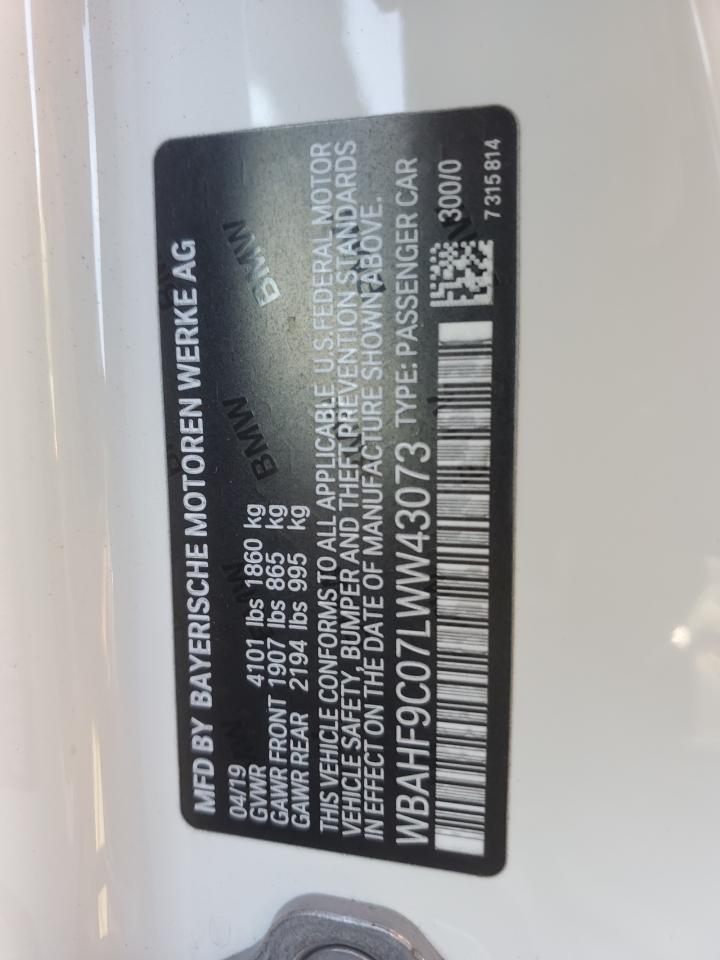 MFD BY BAYERISCHE MOTOREN WERKE AG
04/19
GVWR 4101 lbs 1860 kg
GAWR FRONT 1907 lbs 865 kg
GAWR REAR 2194 lbs 995 kg
THIS VEHICLE CONFORMS TO ALL APPLICABLE U.S.FEDERAL MOTOR
VEHICLE SAFETY, BUMPER AND THEFT PREVENTION STANDARDS
IN EFFECT ON THE DATE OF MANUFACTURE SHOWN ABOVE.
WBAHF9C07LWW43073 TYPE: PASSENGER CAR
300/0
7315814
BMW
BMW